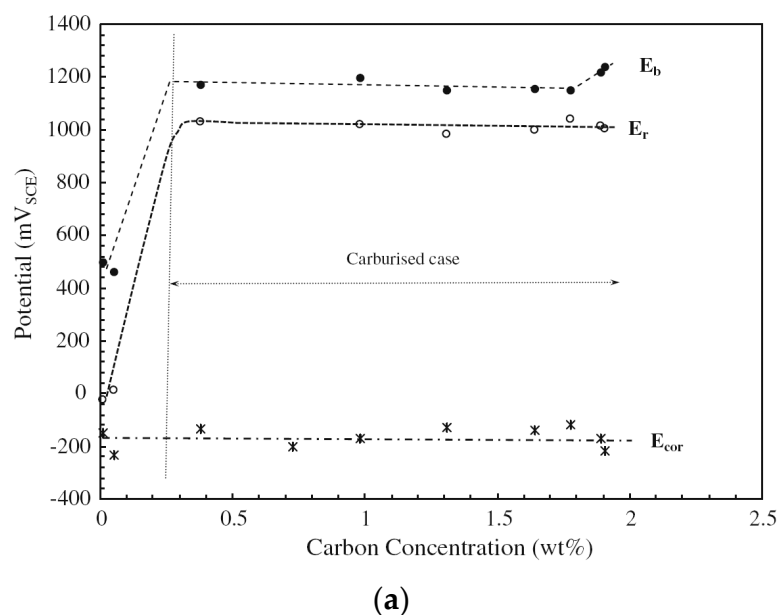 1400
1200
1000
800
600
400
200
0
-200
-400
Potential (mV_SCE)
E_b
E_r
Carburised case
E_cor
0 0.5 1 1.5 2 2.5
Carbon Concentration (wt%)
(a)